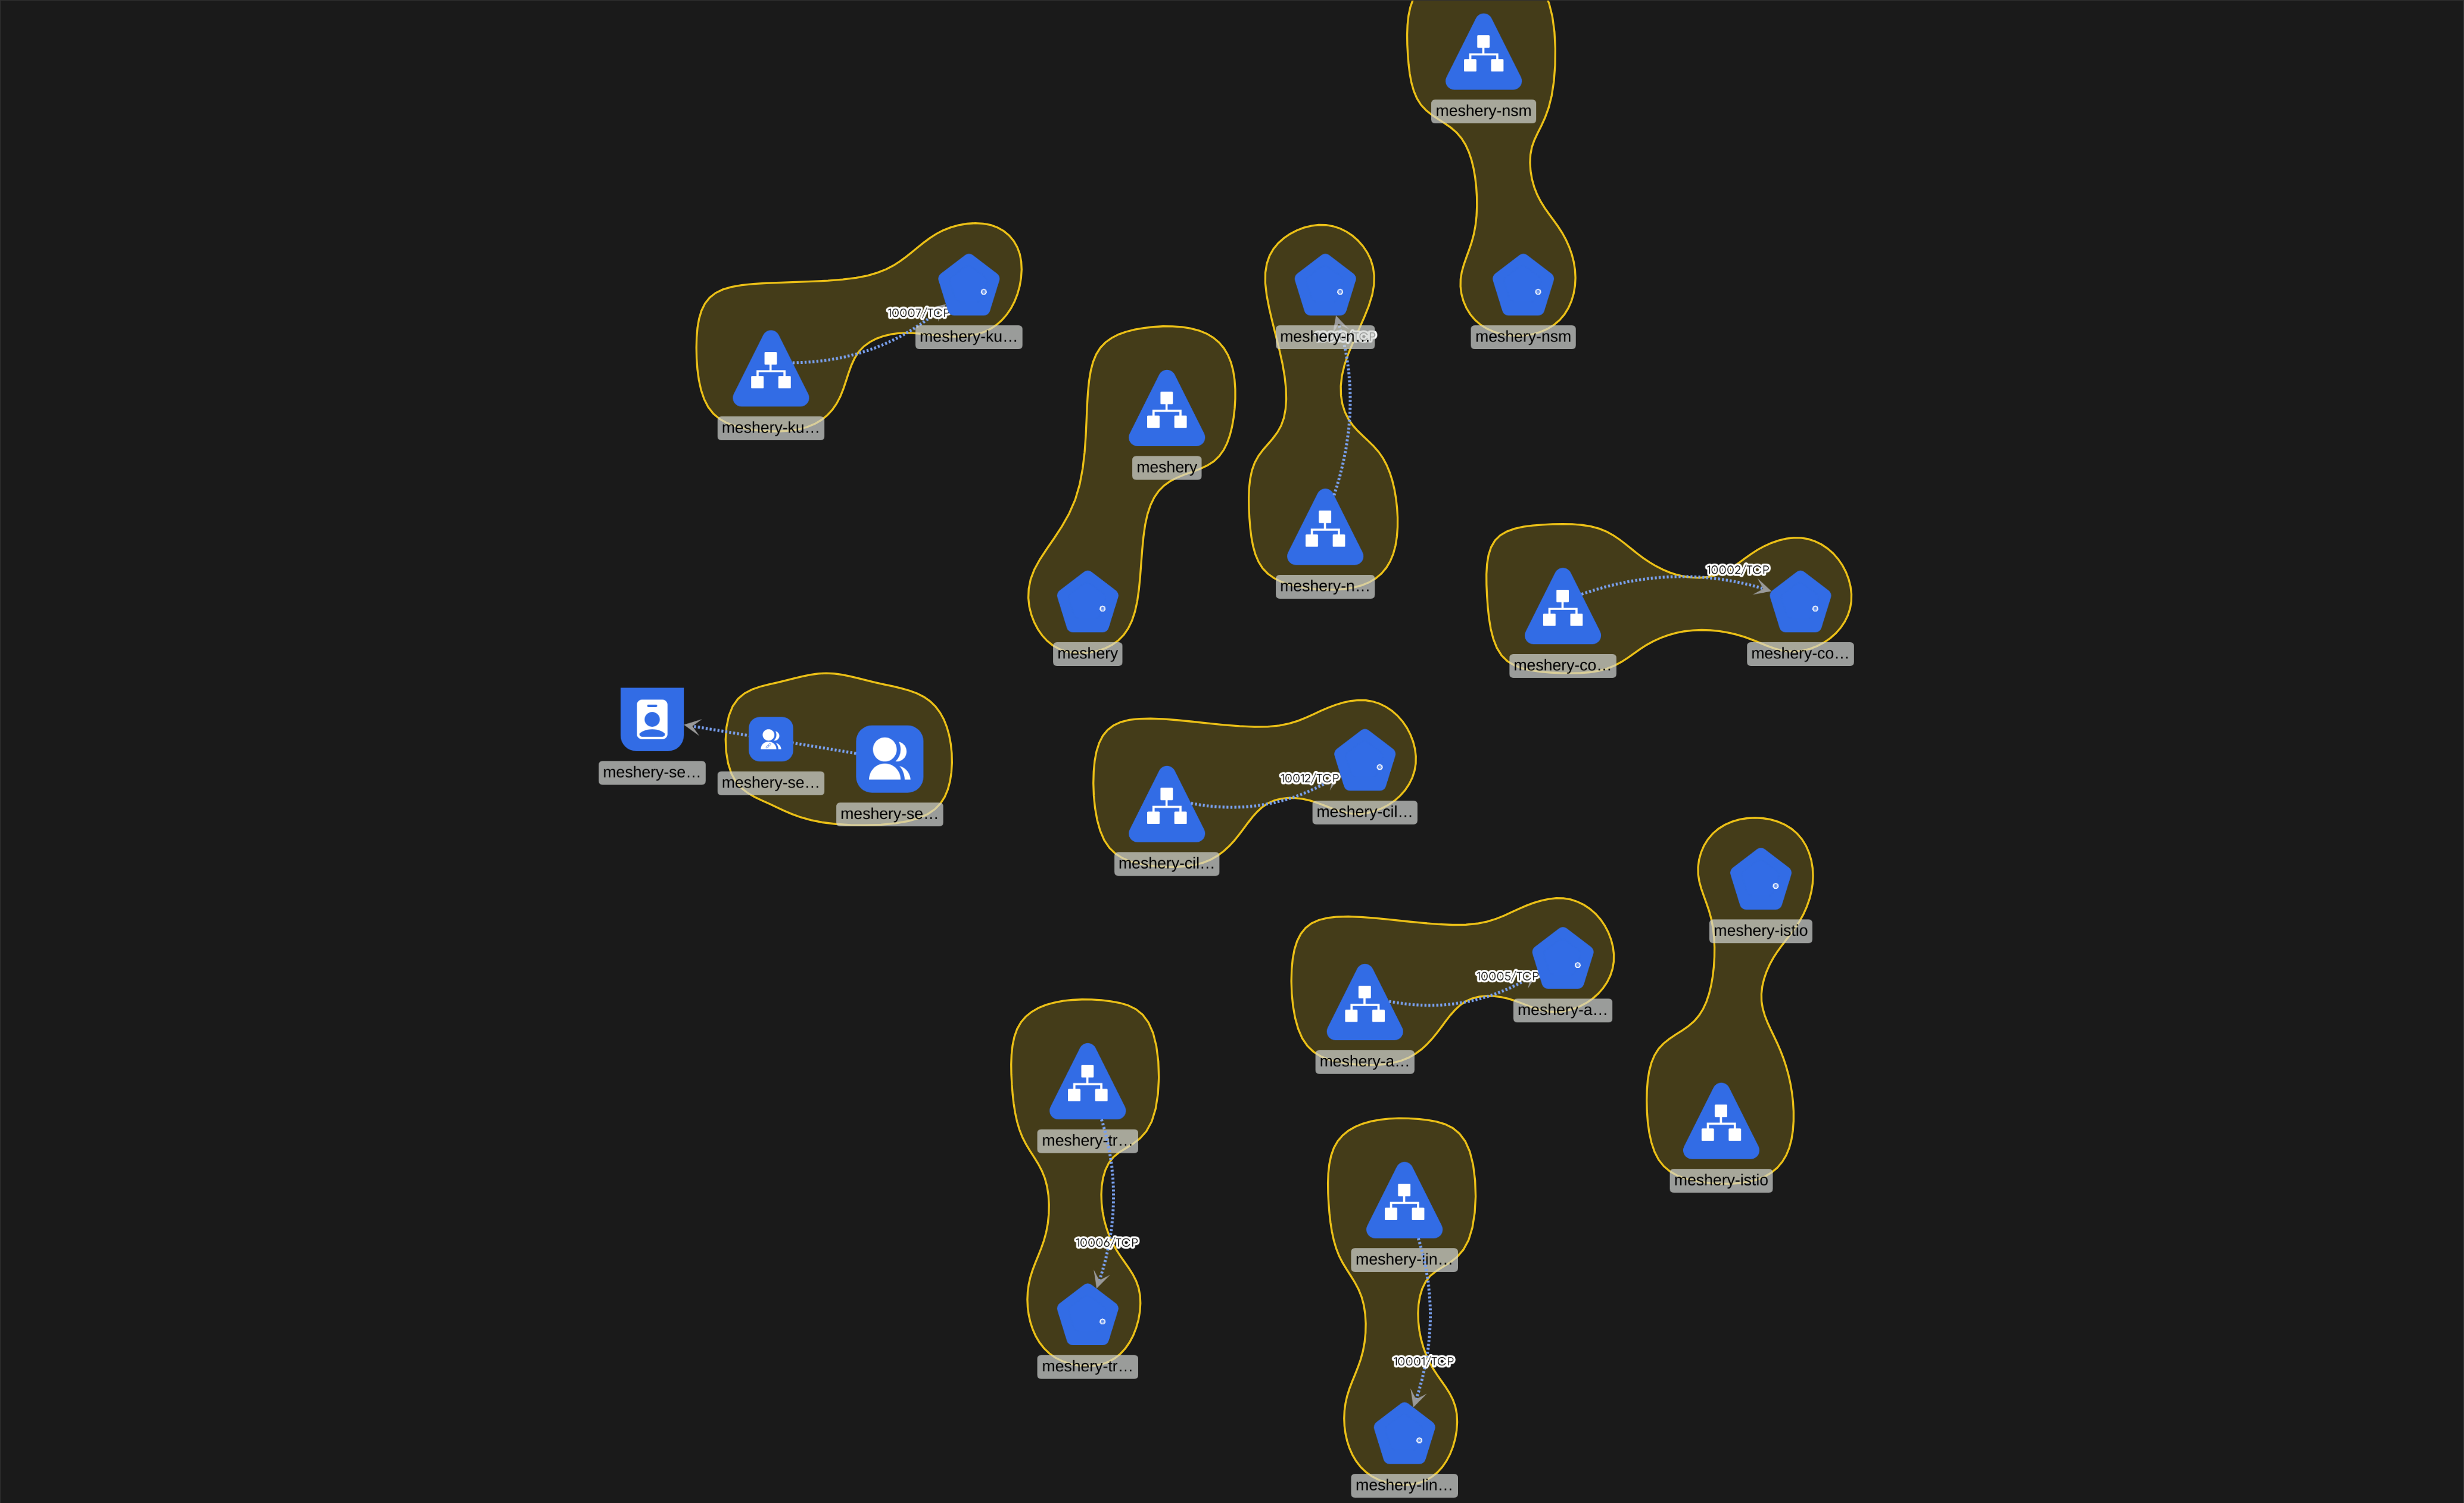 meshery-nsm
meshery-nsm
10007/TCP
meshery-ku...
meshery-ku...
meshery-n...
meshery-n...
meshery
meshery
10002/TCP
meshery-co...
meshery-co...
meshery-se...
meshery-se...
meshery-se...
10012/TCP
meshery-cil...
meshery-cil...
meshery-istio
meshery-istio
10005/TCP
meshery-a...
meshery-a...
meshery-tr...
10006/TCP
meshery-tr...
meshery-lin...
10001/TCP
meshery-lin...